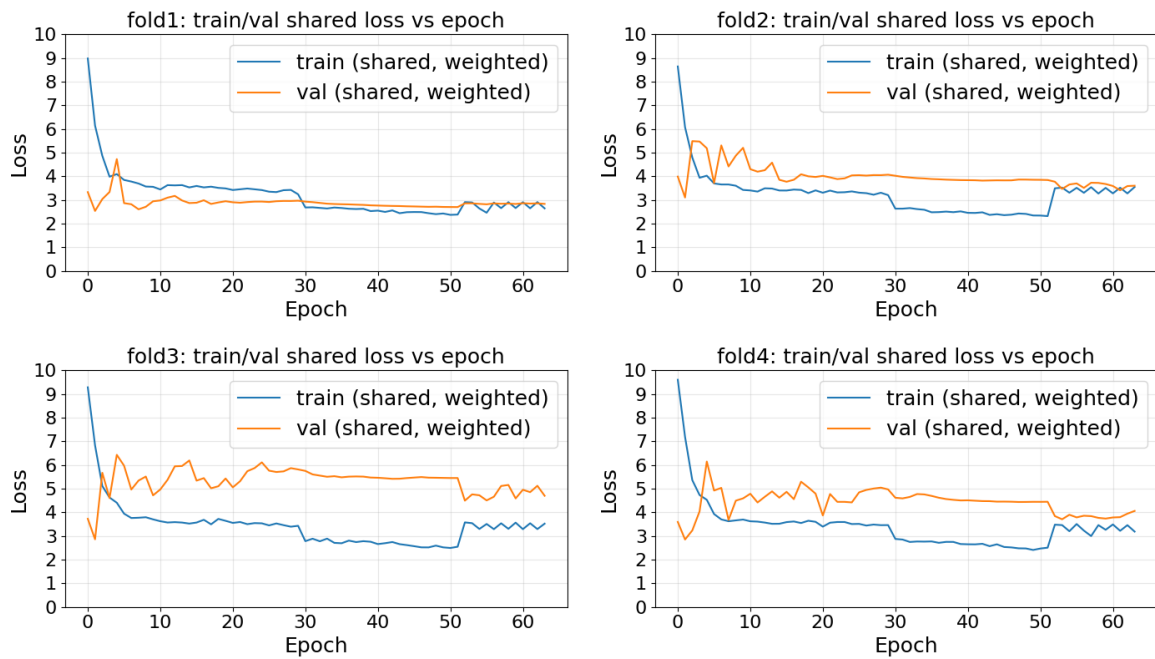 fold1: train/val shared loss vs epoch
10
9
8
7
6
5
4
3
2
1
0
Loss
train (shared, weighted)
val (shared, weighted)
0 10 20 30 40 50 60
Epoch
fold2: train/val shared loss vs epoch
10
9
8
7
6
5
4
3
2
1
0
Loss
train (shared, weighted)
val (shared, weighted)
0 10 20 30 40 50 60
Epoch
fold3: train/val shared loss vs epoch
10
9
8
7
6
5
4
3
2
1
0
Loss
train (shared, weighted)
val (shared, weighted)
0 10 20 30 40 50 60
Epoch
fold4: train/val shared loss vs epoch
10
9
8
7
6
5
4
3
2
1
0
Loss
train (shared, weighted)
val (shared, weighted)
0 10 20 30 40 50 60
Epoch